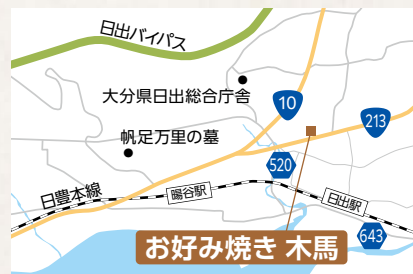 日出バイパス
大分県日出総合庁舎
10
213
帆足万里の墓
520
日豊本線
暘谷駅
日出駅
643
お好み焼き 木馬